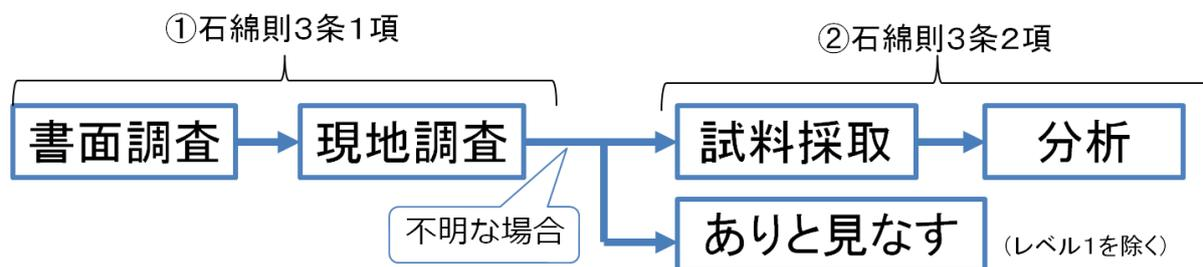 ①石綿則3条1項
②石綿則3条2項
書面調査
現地調査
試料採取
分析
不明な場合
ありと見なす
(レベル1を除く)